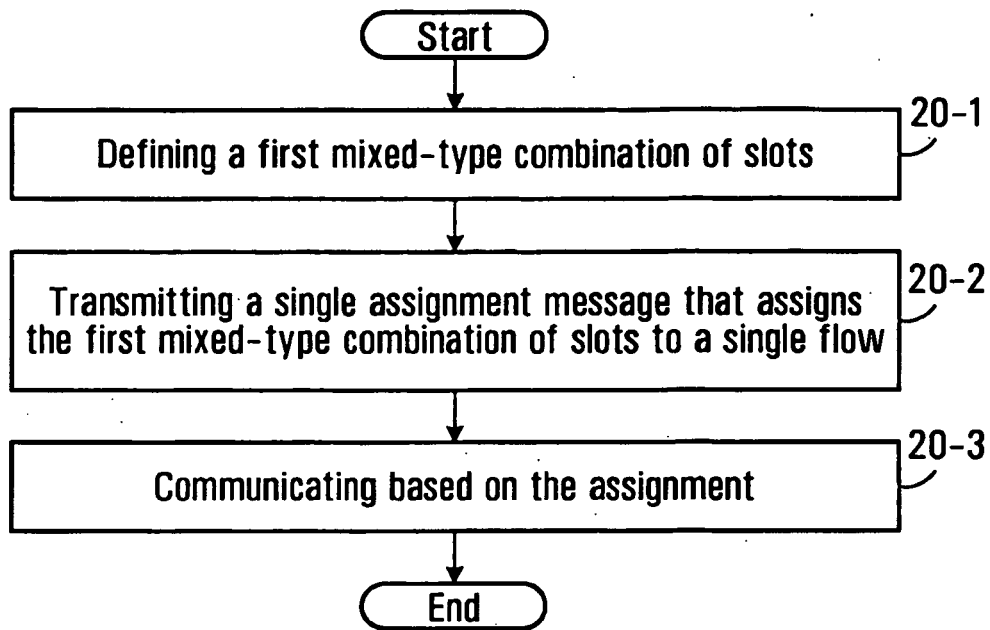 Start
20-1
Defining a first mixed-type combination of slots
20-2
Transmitting a single assignment message that assigns
the first mixed-type combination of slots to a single flow
20-3
Communicating based on the assignment
End